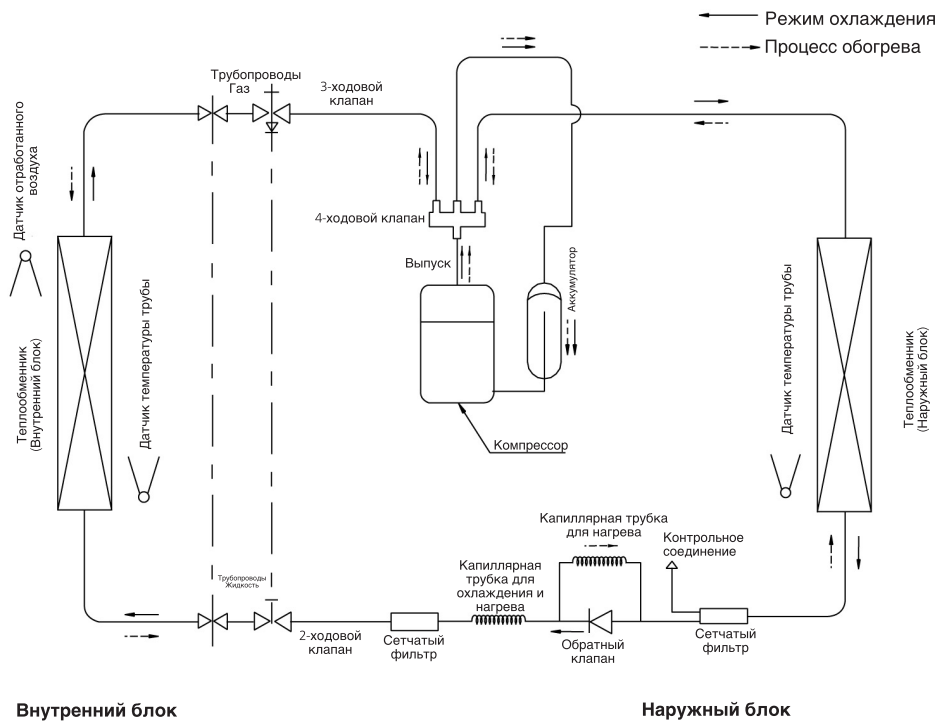 Режим охлаждения
Процесс обогрева
Трубопроводы
Газ
3-ходовой
клапан
Датчик отработанного
воздуха
4-ходовой клапан
Выпуск
Аккумулятор
Теплообменник
(Внутренний блок)
Датчик температуры трубы
Датчик температуры трубы
Теплообменник
(Наружный блок)
Компрессор
Капиллярная трубка
для нагрева
Контрольное
соединение
Капиллярная
трубка для
охлаждения и
нагрева
Трубопроводы
Жидкость
2-ходовой
клапан
Сетчатый
фильтр
Обратный
клапан
Сетчатый
фильтр
Внутренний блок
Наружный блок